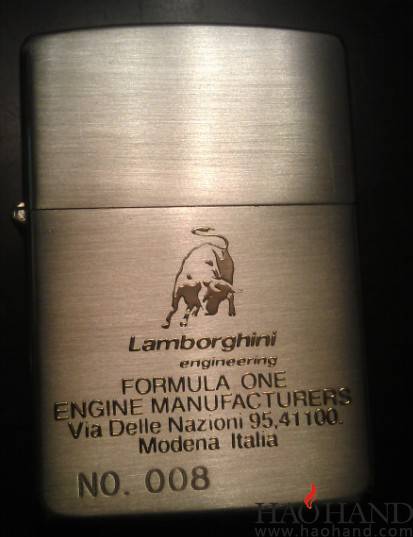 Lamborghini
engineering
FORMULA ONE
ENGINE MANUFACTURERS
Via Delle Nazioni 95,41100.
Modena Italia
NO. 008
HAOHAND
www.haohand.com